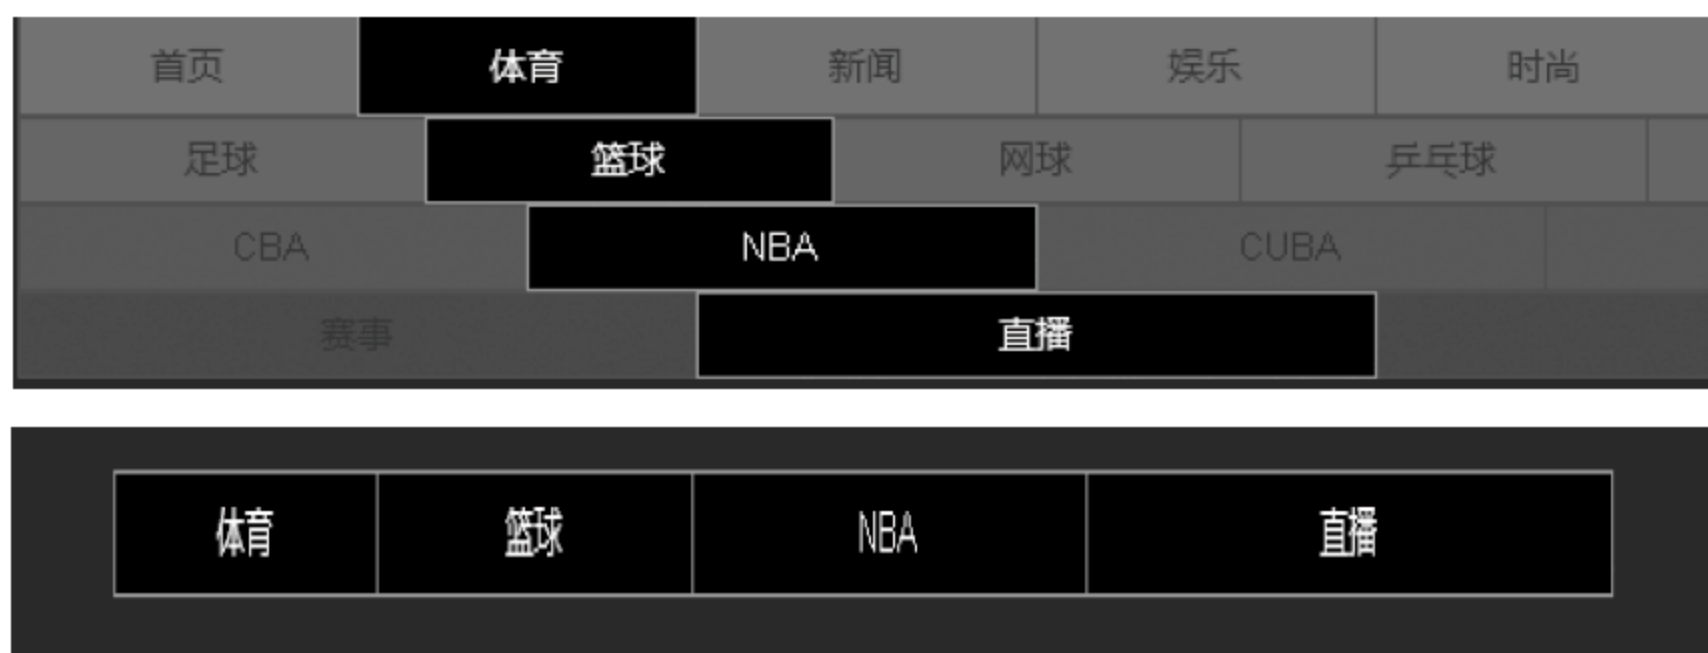 首页 体育 新闻 娱乐 时尚
足球 篮球 网球 乒乓球
CBA NBA CUBA
赛事 直播
体育 篮球 NBA 直播